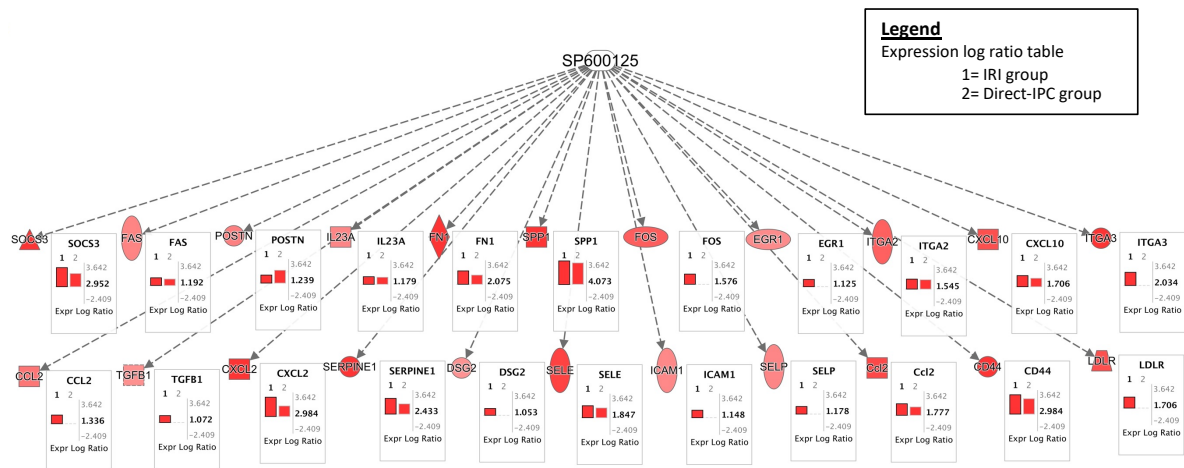 Legend
Expression log ratio table
1= IRI group
2= Direct-IPC group
SP600125
SOCS3
SOCS3
1 2
3.642
2.952
-2.409
Expr Log Ratio
FAS
FAS
1 2
3.642
1.192
-2.409
Expr Log Ratio
POSTN
POSTN
1 2
3.642
1.239
-2.409
Expr Log Ratio
IL23A
IL23A
1 2
3.642
1.179
-2.409
Expr Log Ratio
FN1
FN1
1 2
3.642
2.075
-2.409
Expr Log Ratio
SPP1
SPP1
1 2
3.642
4.073
-2.409
Expr Log Ratio
FOS
FOS
1 2
3.642
1.576
-2.409
Expr Log Ratio
EGR1
EGR1
1 2
3.642
1.125
-2.409
Expr Log Ratio
ITGA2
ITGA2
1 2
3.642
1.545
-2.409
Expr Log Ratio
CXCL10
CXCL10
1 2
3.642
1.706
-2.409
Expr Log Ratio
ITGA3
ITGA3
1 2
3.642
2.034
-2.409
Expr Log Ratio
CCL2
CCL2
1 2
3.642
1.336
-2.409
Expr Log Ratio
TGFB1
TGFB1
1 2
3.642
1.072
-2.409
Expr Log Ratio
CXCL2
CXCL2
1 2
3.642
2.984
-2.409
Expr Log Ratio
SERPINE1
SERPINE1
1 2
3.642
2.433
-2.409
Expr Log Ratio
DSG2
DSG2
1 2
3.642
1.053
-2.409
Expr Log Ratio
SELE
SELE
1 2
3.642
1.847
-2.409
Expr Log Ratio
ICAM1
ICAM1
1 2
3.642
1.148
-2.409
Expr Log Ratio
SELP
SELP
1 2
3.642
1.178
-2.409
Expr Log Ratio
Ccl2
Ccl2
1 2
3.642
1.777
-2.409
Expr Log Ratio
CD44
CD44
1 2
3.642
2.984
-2.409
Expr Log Ratio
LDLR
LDLR
1 2
3.642
1.706
-2.409
Expr Log Ratio